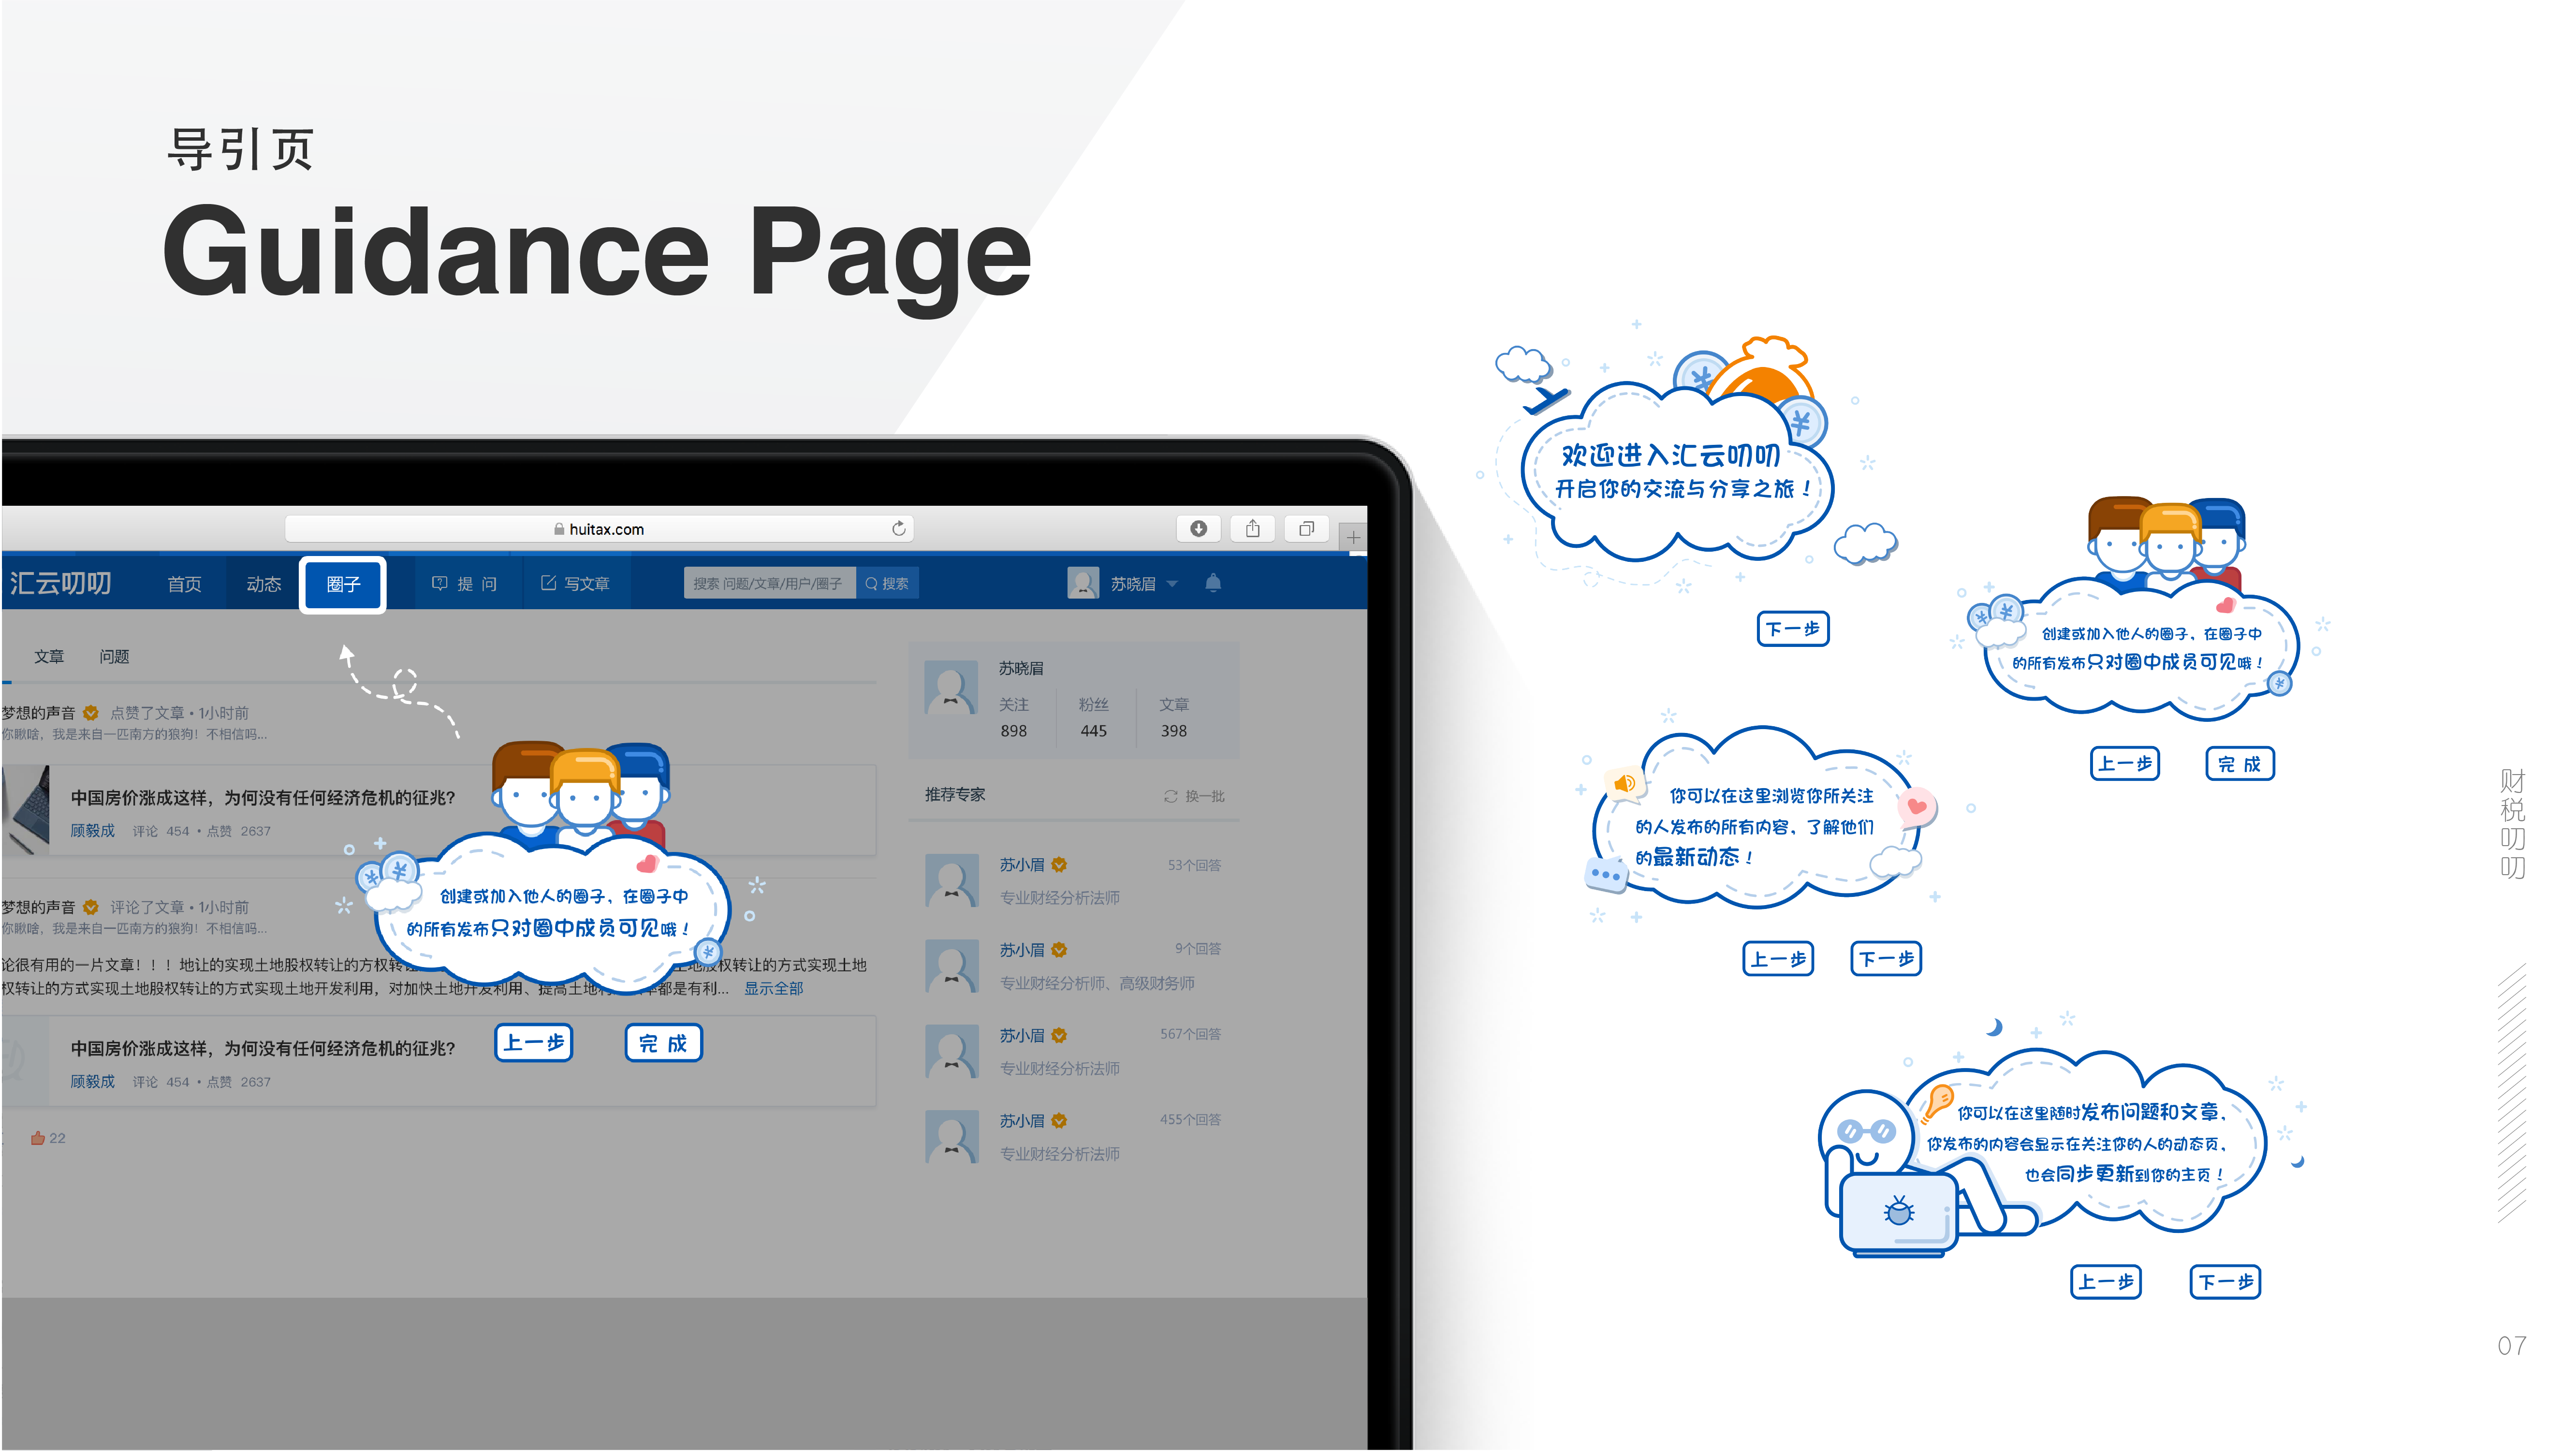 导引页
Guidance Page
huitax.com
汇云叨叨
首页
动态
圈子
提 问
写文章
搜索 问题/文章/用户/圈子
搜索
苏晓眉
文章
问题
梦想的声音
点赞了文章 • 1小时前
你瞅啥，我是来自一匹南方的狼狗！不相信吗...
中国房价涨成这样，为何没有任何经济危机的征兆？
顾毅成
评论 454 • 点赞 2637
梦想的声音
评论了文章 • 1小时前
你瞅啥，我是来自一匹南方的狼狗！不相信吗...
论很有用的一片文章！！！地让的实现土地股权转让的方权转让
土地股权转让的方式实现土地
权转让的方式实现土地股权转让的方式实现土地开发利用，对加快土地开发利用、提高土地利
都是有利...
显示全部
中国房价涨成这样，为何没有任何经济危机的征兆？
顾毅成
评论 454 • 点赞 2637
22
创建或加入他人的圈子，在圈子中
的所有发布只对圈中成员可见哦！
上一步
完 成
苏晓眉
关注
粉丝
文章
898
445
398
推荐专家
换一批
苏小眉
53个回答
专业财经分析法师
苏小眉
9个回答
专业财经分析师、高级财务师
苏小眉
567个回答
专业财经分析法师
苏小眉
455个回答
专业财经分析法师
欢迎进入汇云叨叨
开启你的交流与分享之旅！
下一步
创建或加入他人的圈子，在圈子中
的所有发布只对圈中成员可见哦！
上一步
完 成
你可以在这里浏览你所关注
的人发布的所有内容，了解他们
的最新动态！
上一步
下一步
你可以在这里随时发布问题和文章，
你发布的内容会显示在关注你的人的动态页，
也会同步更新到你的主页！
上一步
下一步
财税叨叨
07